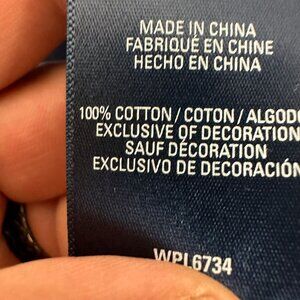 MADE IN CHINA
FABRIQUÉ EN CHINE
HECHO EN CHINA
100% COTTON / COTON / ALGODO
EXCLUSIVE OF DECORATION
SAUF DÉCORATION
EXCLUSIVO DE DECORACIÓN
WPL6734